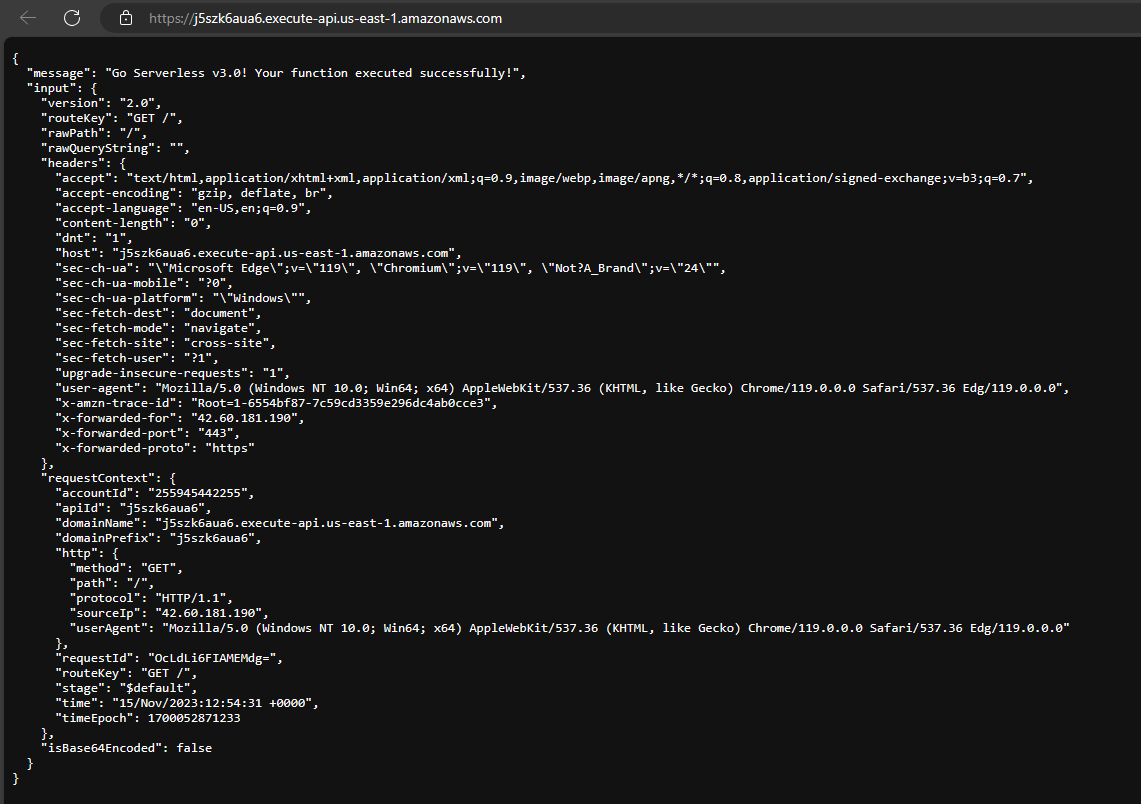 https://j5szk6aua6.execute-api.us-east-1.amazonaws.com
{
  "message": "Go Serverless v3.0! Your function executed successfully!",
  "input": {
    "version": "2.0",
    "routeKey": "GET /",
    "rawPath": "/",
    "rawQueryString": "",
    "headers": {
      "accept": "text/html,application/xhtml+xml,application/xml;q=0.9,image/webp,image/apng,*/*;q=0.8,application/signed-exchange;v=b3;q=0.7",
      "accept-encoding": "gzip, deflate, br",
      "accept-language": "en-US,en;q=0.9",
      "content-length": "0",
      "dnt": "1",
      "host": "j5szk6aua6.execute-api.us-east-1.amazonaws.com",
      "sec-ch-ua": "\"Microsoft Edge\";v=\"119\", \"Chromium\";v=\"119\", \"Not?A_Brand\";v=\"24\"",
      "sec-ch-ua-mobile": "?0",
      "sec-ch-ua-platform": "\"Windows\"",
      "sec-fetch-dest": "document",
      "sec-fetch-mode": "navigate",
      "sec-fetch-site": "cross-site",
      "sec-fetch-user": "?1",
      "upgrade-insecure-requests": "1",
      "user-agent": "Mozilla/5.0 (Windows NT 10.0; Win64; x64) AppleWebKit/537.36 (KHTML, like Gecko) Chrome/119.0.0.0 Safari/537.36 Edg/119.0.0.0",
      "x-amzn-trace-id": "Root=1-6554bf87-7c59cd3359e296dc4ab0cce3",
      "x-forwarded-for": "42.60.181.190",
      "x-forwarded-port": "443",
      "x-forwarded-proto": "https"
    },
    "requestContext": {
      "accountId": "255945442255",
      "apiId": "j5szk6aua6",
      "domainName": "j5szk6aua6.execute-api.us-east-1.amazonaws.com",
      "domainPrefix": "j5szk6aua6",
      "http": {
        "method": "GET",
        "path": "/",
        "protocol": "HTTP/1.1",
        "sourceIp": "42.60.181.190",
        "userAgent": "Mozilla/5.0 (Windows NT 10.0; Win64; x64) AppleWebKit/537.36 (KHTML, like Gecko) Chrome/119.0.0.0 Safari/537.36 Edg/119.0.0.0"
      },
      "requestId": "OcLdLi6FIAMEMdg=",
      "routeKey": "GET /",
      "stage": "$default",
      "time": "15/Nov/2023:12:54:31 +0000",
      "timeEpoch": 1700052871233
    },
    "isBase64Encoded": false
  }
}